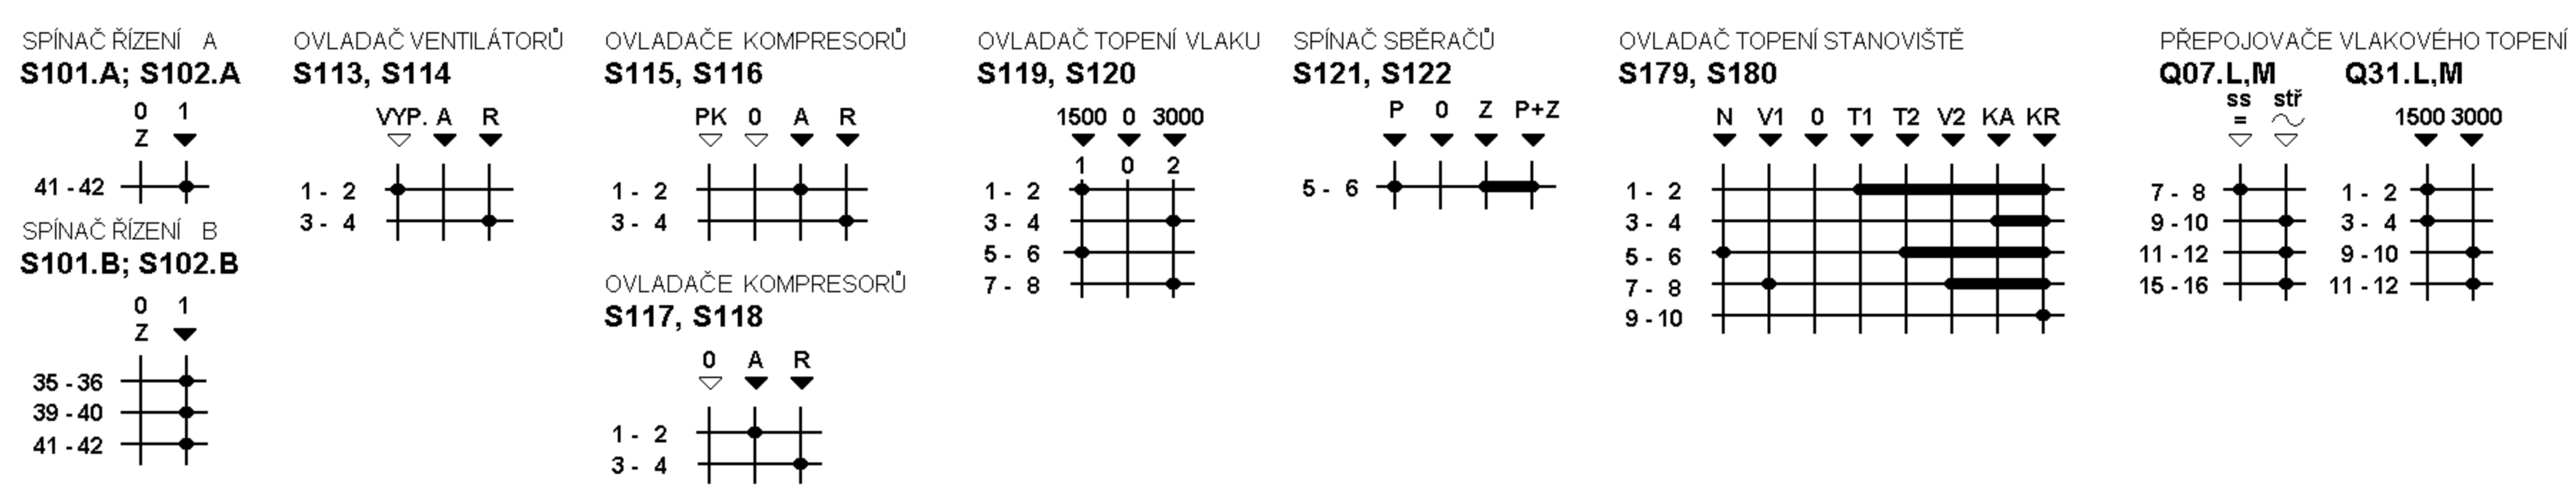 SPÍNAČ ŘÍZENÍ A
S101.A; S102.A
0 1
Z
41 - 42
SPÍNAČ ŘÍZENÍ B
S101.B; S102.B
0 1
Z
35 - 36
39 - 40
41 - 42
OVLADAČ VENTILÁTORŮ
S113, S114
VYP. A R
1 - 2
3 - 4
OVLADAČE KOMPRESORŮ
S115, S116
PK 0 A R
1 - 2
3 - 4
OVLADAČE KOMPRESORŮ
S117, S118
0 A R
1 - 2
3 - 4
OVLADAČ TOPENÍ VLAKU
S119, S120
1500 0 3000
1 0 2
1 - 2
3 - 4
5 - 6
7 - 8
SPÍNAČ SBĚRAČŮ
S121, S122
P 0 Z P+Z
5 - 6
OVLADAČ TOPENÍ STANOVIŠTĚ
S179, S180
N V1 0 T1 T2 V2 KA KR
1 - 2
3 - 4
5 - 6
7 - 8
9 - 10
PŘEPOJOVAČE VLAKOVÉHO TOPENÍ
Q07.L,M Q31.L,M
ss stř
=
7 - 8
9 - 10
11 - 12
15 - 16
1500 3000
1 - 2
3 - 4
9 - 10
11 - 12